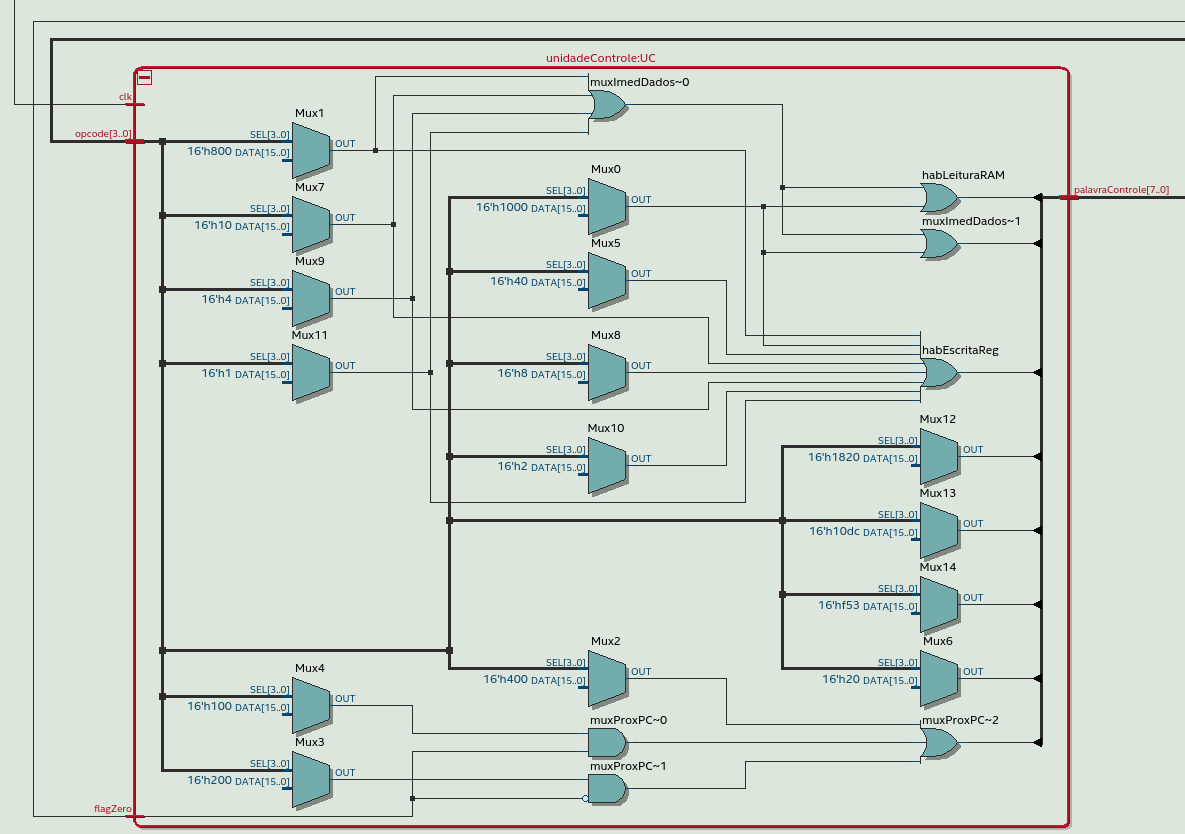 unidadeControle:UC
clk
opcode[3..0]
Mux1
SEL[3..0]
16'h800 DATA[15..0]
OUT
Mux7
SEL[3..0]
16'h10 DATA[15..0]
OUT
Mux9
SEL[3..0]
16'h4 DATA[15..0]
OUT
Mux11
SEL[3..0]
16'h1 DATA[15..0]
OUT
Mux4
SEL[3..0]
16'h100 DATA[15..0]
OUT
Mux3
SEL[3..0]
16'h200 DATA[15..0]
OUT
flagZero
muxImedDados~0
Mux0
SEL[3..0]
16'h1000 DATA[15..0]
OUT
Mux5
SEL[3..0]
16'h40 DATA[15..0]
OUT
Mux8
SEL[3..0]
16'h8 DATA[15..0]
OUT
Mux10
SEL[3..0]
16'h2 DATA[15..0]
OUT
Mux2
SEL[3..0]
16'h400 DATA[15..0]
OUT
muxProxPC~0
muxProxPC~1
habLeituraRAM
muxImedDados~1
habEscritaReg
Mux12
SEL[3..0]
16'h1820 DATA[15..0]
OUT
Mux13
SEL[3..0]
16'h10dc DATA[15..0]
OUT
Mux14
SEL[3..0]
16'hf53 DATA[15..0]
OUT
Mux6
SEL[3..0]
16'h20 DATA[15..0]
OUT
muxProxPC~2
palavraControle[7..0]